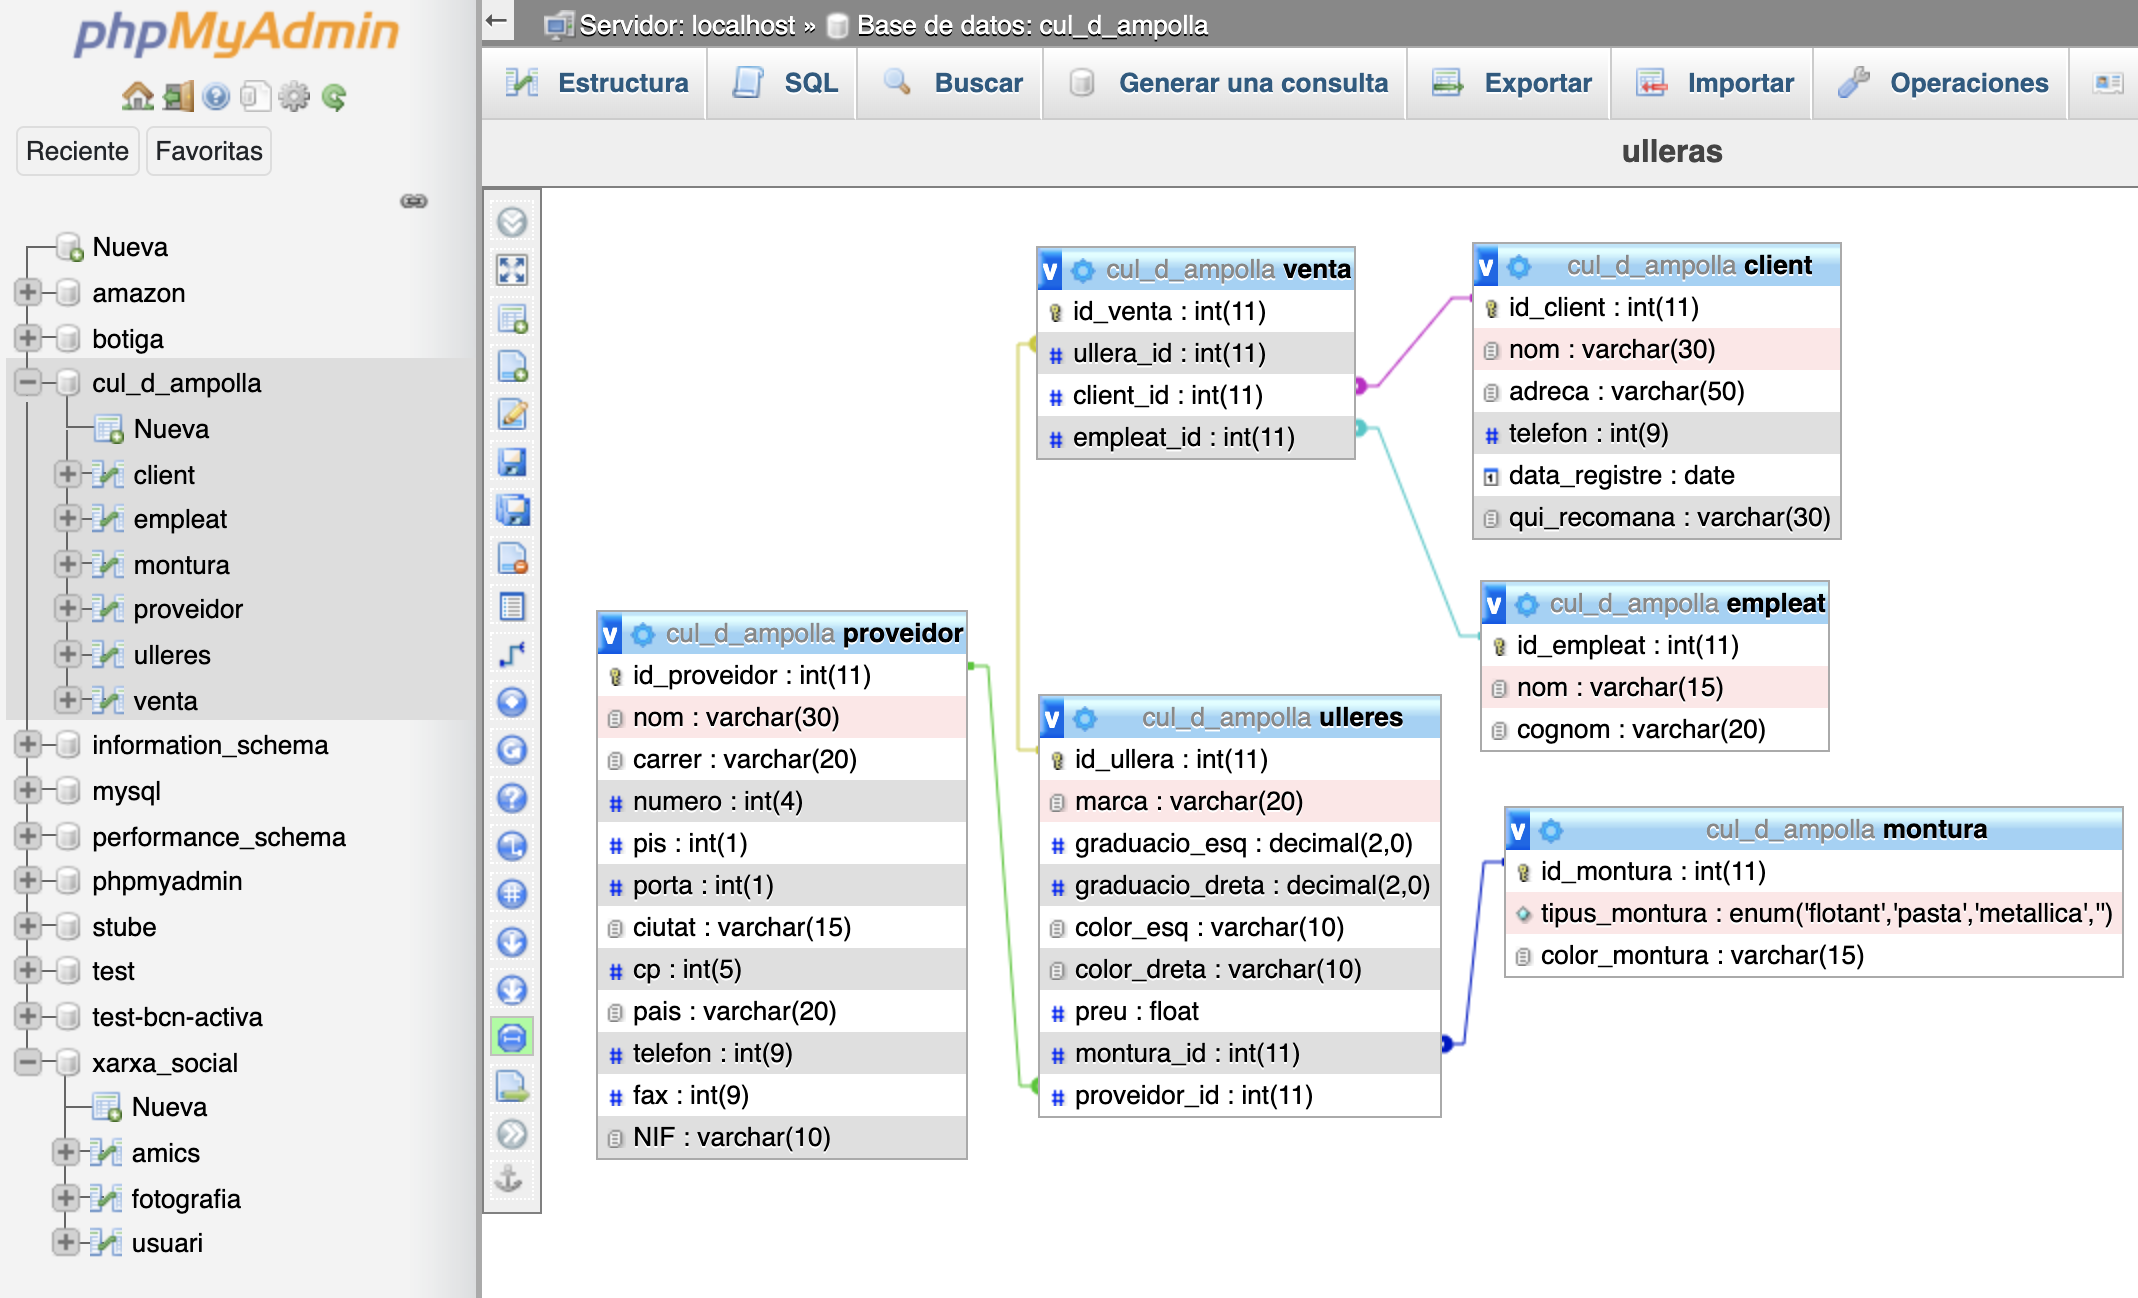 phpMyAdmin
Reciente
Favoritas
Nueva
amazon
botiga
cul_d_ampolla
Nueva
client
empleat
montura
proveidor
ulleres
venta
information_schema
mysql
performance_schema
phpmyadmin
stube
test
test-bcn-activa
xarxa_social
Nueva
amics
fotografia
usuari
Servidor: localhost » Base de datos: cul_d_ampolla
Estructura
SQL
Buscar
Generar una consulta
Exportar
Importar
Operaciones
ulleras
v cul_d_ampolla venta
id_venta : int(11)
# ullera_id : int(11)
# client_id : int(11)
# empleat_id : int(11)
v cul_d_ampolla client
id_client : int(11)
nom : varchar(30)
adreca : varchar(50)
# telefon : int(9)
data_registre : date
qui_recomana : varchar(30)
v cul_d_ampolla empleat
id_empleat : int(11)
nom : varchar(15)
cognom : varchar(20)
v cul_d_ampolla proveidor
id_proveidor : int(11)
nom : varchar(30)
carrer : varchar(20)
# numero : int(4)
# pis : int(1)
# porta : int(1)
ciutat : varchar(15)
# cp : int(5)
pais : varchar(20)
# telefon : int(9)
# fax : int(9)
NIF : varchar(10)
v cul_d_ampolla ulleres
id_ullera : int(11)
marca : varchar(20)
# graduacio_esq : decimal(2,0)
# graduacio_dreta : decimal(2,0)
color_esq : varchar(10)
color_dreta : varchar(10)
# preu : float
# montura_id : int(11)
# proveidor_id : int(11)
v cul_d_ampolla montura
id_montura : int(11)
tipus_montura : enum('flotant','pasta','metallica','')
color_montura : varchar(15)